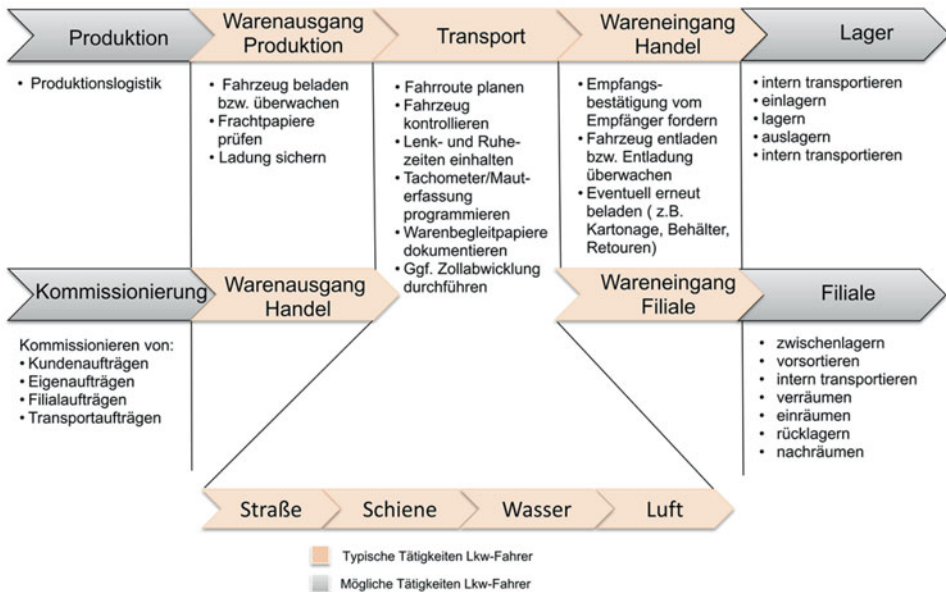 Produktion
• Produktionslogistik
Warenausgang
Produktion
• Fahrzeug beladen
bzw. überwachen
• Frachtpapiere
prüfen
• Ladung sichern
Transport
• Fahrroute planen
• Fahrzeug
kontrollieren
• Lenk- und Ruhe-
zeiten einhalten
• Tachometer/Maut-
erfassung
programmieren
• Warenbegleitpapiere
dokumentieren
• Ggf. Zollabwicklung
durchführen
Wareneingang
Handel
• Empfangs-
bestätigung vom
Empfänger fordern
• Fahrzeug entladen
bzw. Entladung
überwachen
• Eventuell erneut
beladen ( z.B.
Kartonage, Behälter,
Retouren)
Lager
• intern transportieren
• einlagern
• lagern
• auslagern
• intern transportieren
Kommissionierung
Kommissionieren von:
• Kundenaufträgen
• Eigenaufträgen
• Filialaufträgen
• Transportaufträgen
Warenausgang
Handel
Wareneingang
Filiale
Filiale
• zwischenlagern
• vorsortieren
• intern transportieren
• verräumen
• einräumen
• rücklagern
• nachräumen
Straße
Schiene
Wasser
Luft
Typische Tätigkeiten Lkw-Fahrer
Mögliche Tätigkeiten Lkw-Fahrer